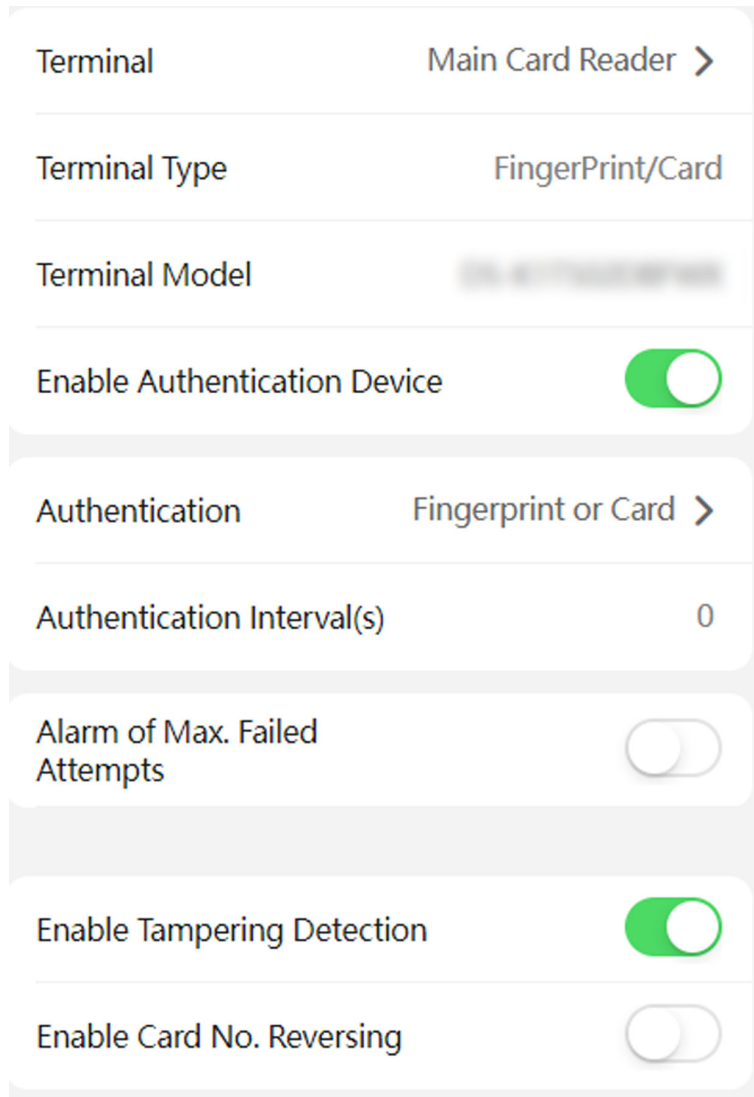 Terminal Main Card Reader
Terminal Type FingerPrint/Card
Terminal Model
Enable Authentication Device
Authentication Fingerprint or Card
Authentication Interval(s) 0
Alarm of Max. Failed
Attempts
Enable Tampering Detection
Enable Card No. Reversing